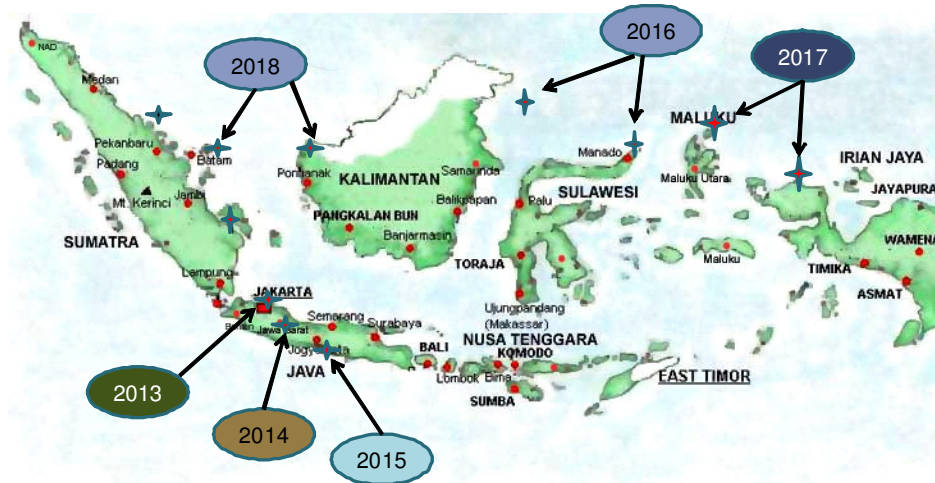 2016
2018
2017
NAD
Medan
MALUKU
Pekanbaru
Batam
Manado
IRIAN JAYA
Padang
Pontianak
KALIMANTAN
Samarinda
Maluku Utara
JAYAPURA
Mt. Kerinci
Jambi
SULAWESI
Palu
Balikpapan
PANGKALAN BUN
SUMATRA
Banjarmasin
WAMENA
Maluku
TORAJA
TIMIKA
Lampung
ASMAT
JAKARTA
Ujungpandang
(Makassar)
Semarang
Surabaya
Jawa Barat
NUSA TENGGARA
BALI
KOMODO
JAVA
Lombok
Bima
EAST TIMOR
SUMBA
2013
2014
2015